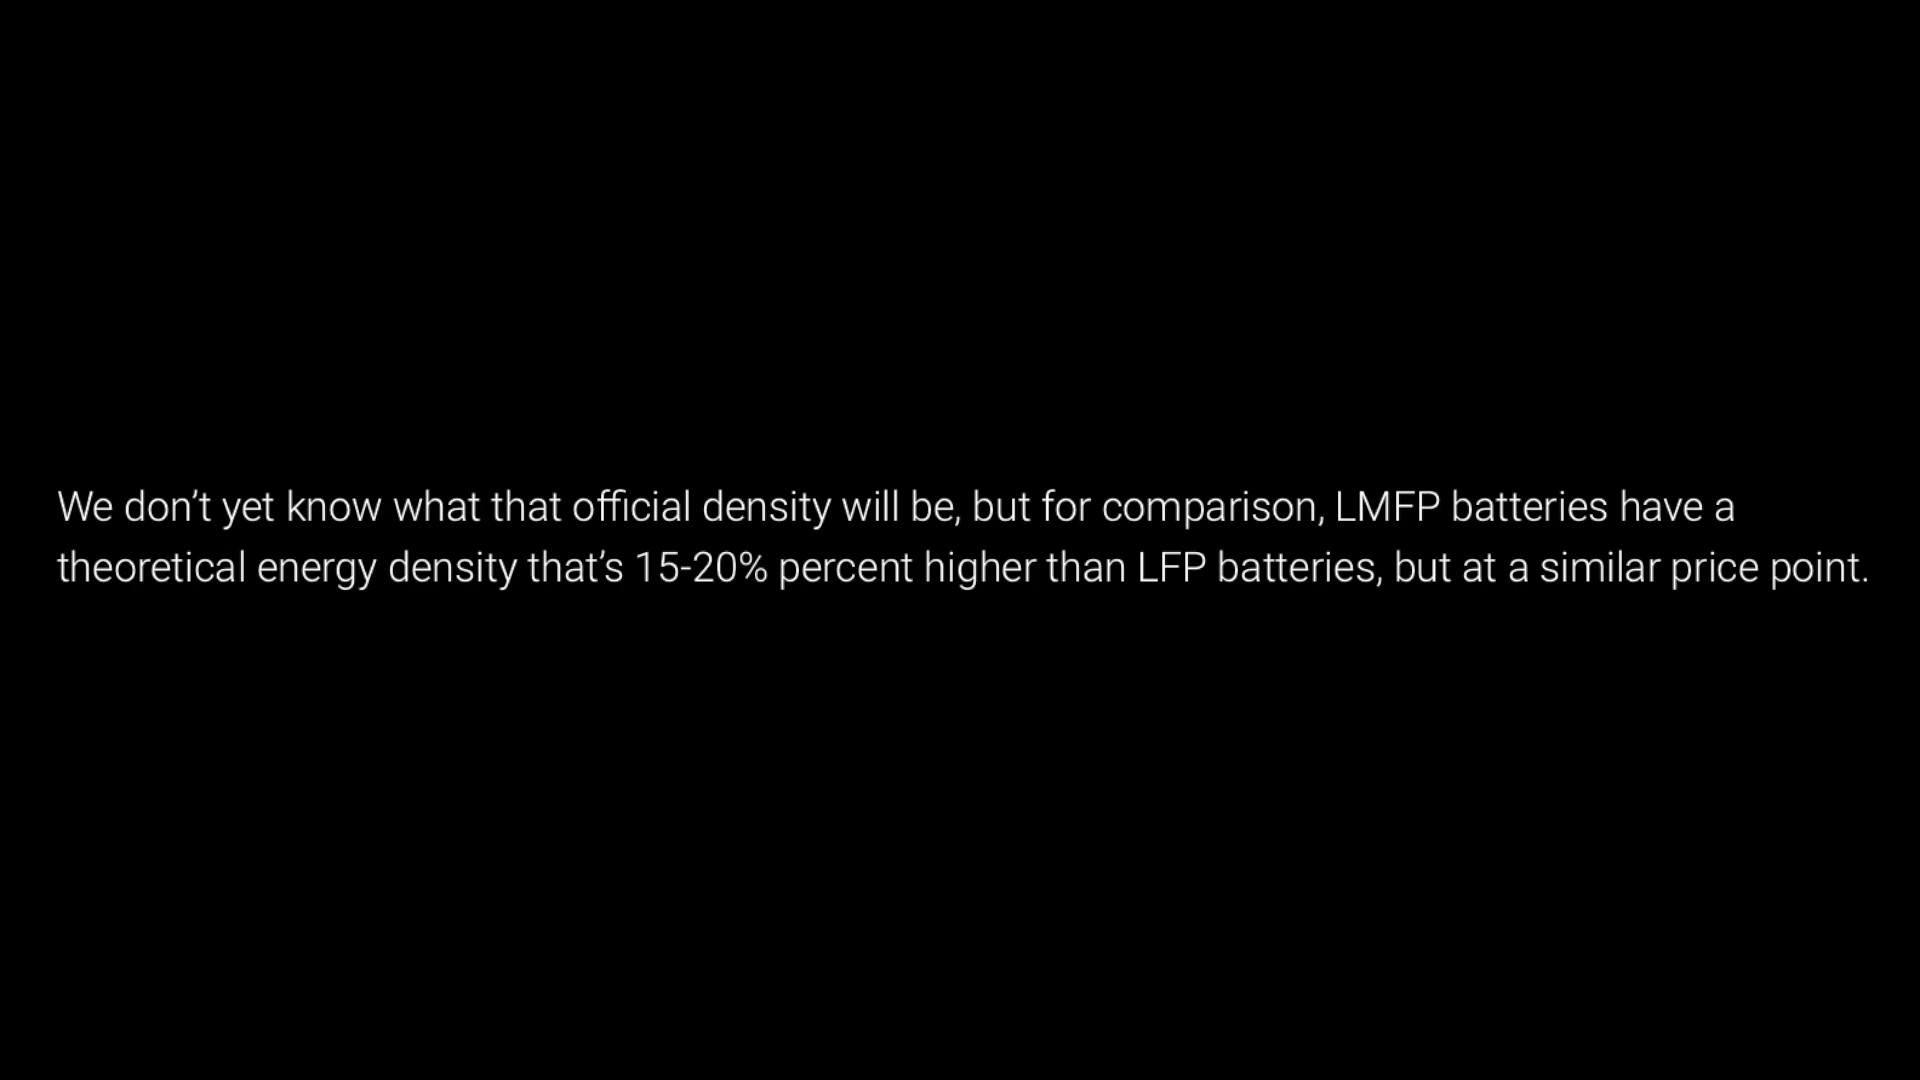 We don’t yet know what that official density will be, but for comparison, LMFP batteries have a
theoretical energy density that’s 15-20% percent higher than LFP batteries, but at a similar price point.